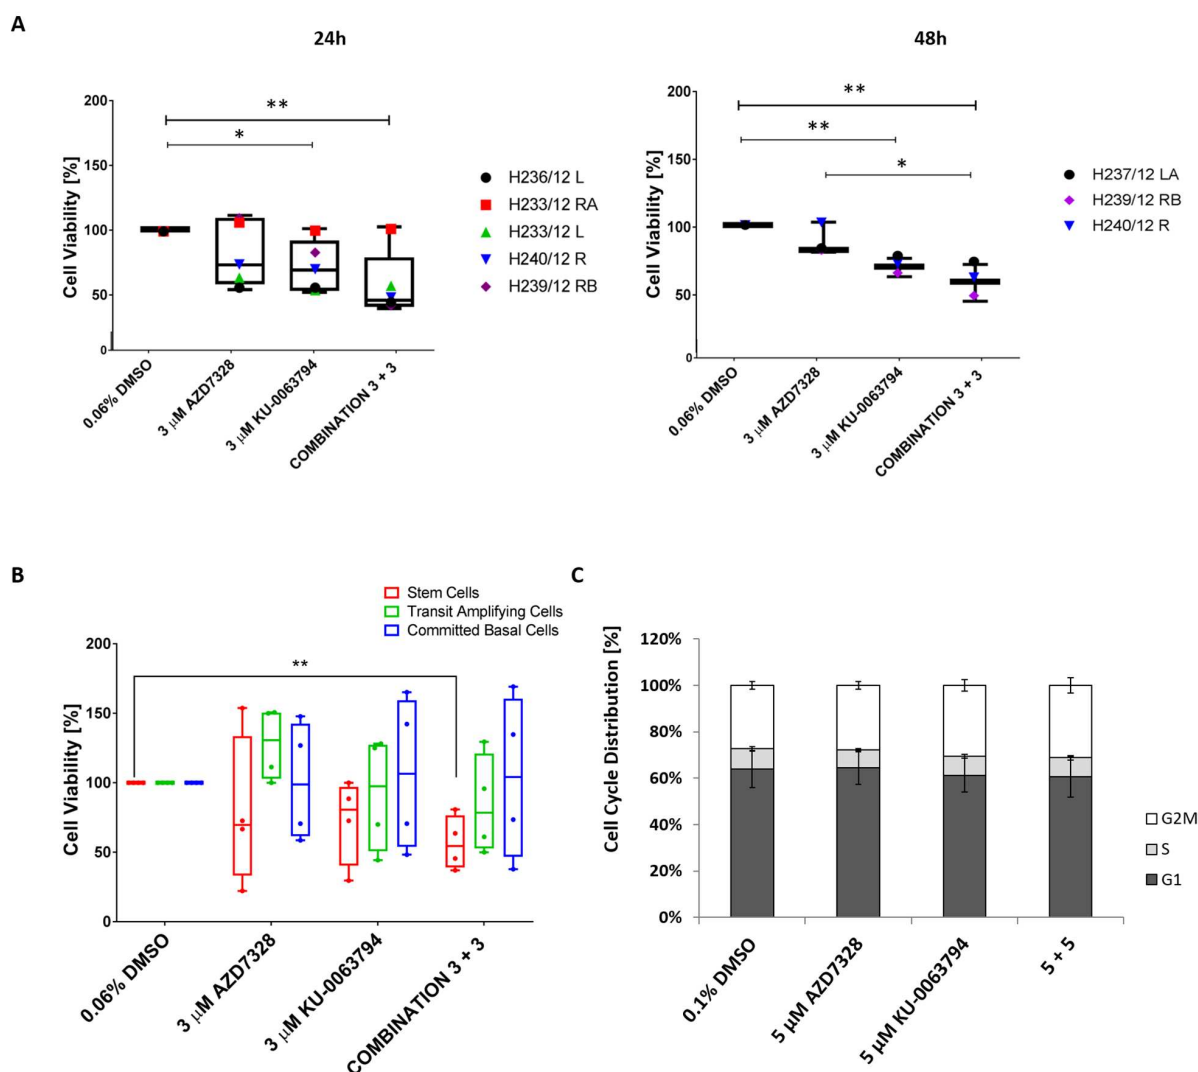 A
24h
Cell Viability [%]
200
150
100
50
0
**
*
0.06% DMSO
3 μM AZD7328
3 μM KU-0063794
COMBINATION 3 + 3
H236/12 L
H233/12 RA
H233/12 L
H240/12 R
H239/12 RB
48h
Cell Viability [%]
200
150
100
50
0
**
**
*
0.06% DMSO
3 μM AZD7328
3 μM KU-0063794
COMBINATION 3 + 3
H237/12 LA
H239/12 RB
H240/12 R
B
Stem Cells
Transit Amplifying Cells
Committed Basal Cells
Cell Viability [%]
200
150
100
50
0
**
0.06% DMSO
3 μM AZD7328
3 μM KU-0063794
COMBINATION 3 + 3
C
Cell Cycle Distribution [%]
120%
100%
80%
60%
40%
20%
0%
0.1% DMSO
5 μM AZD7328
5 μM KU-0063794
5 + 5
G2M
S
G1